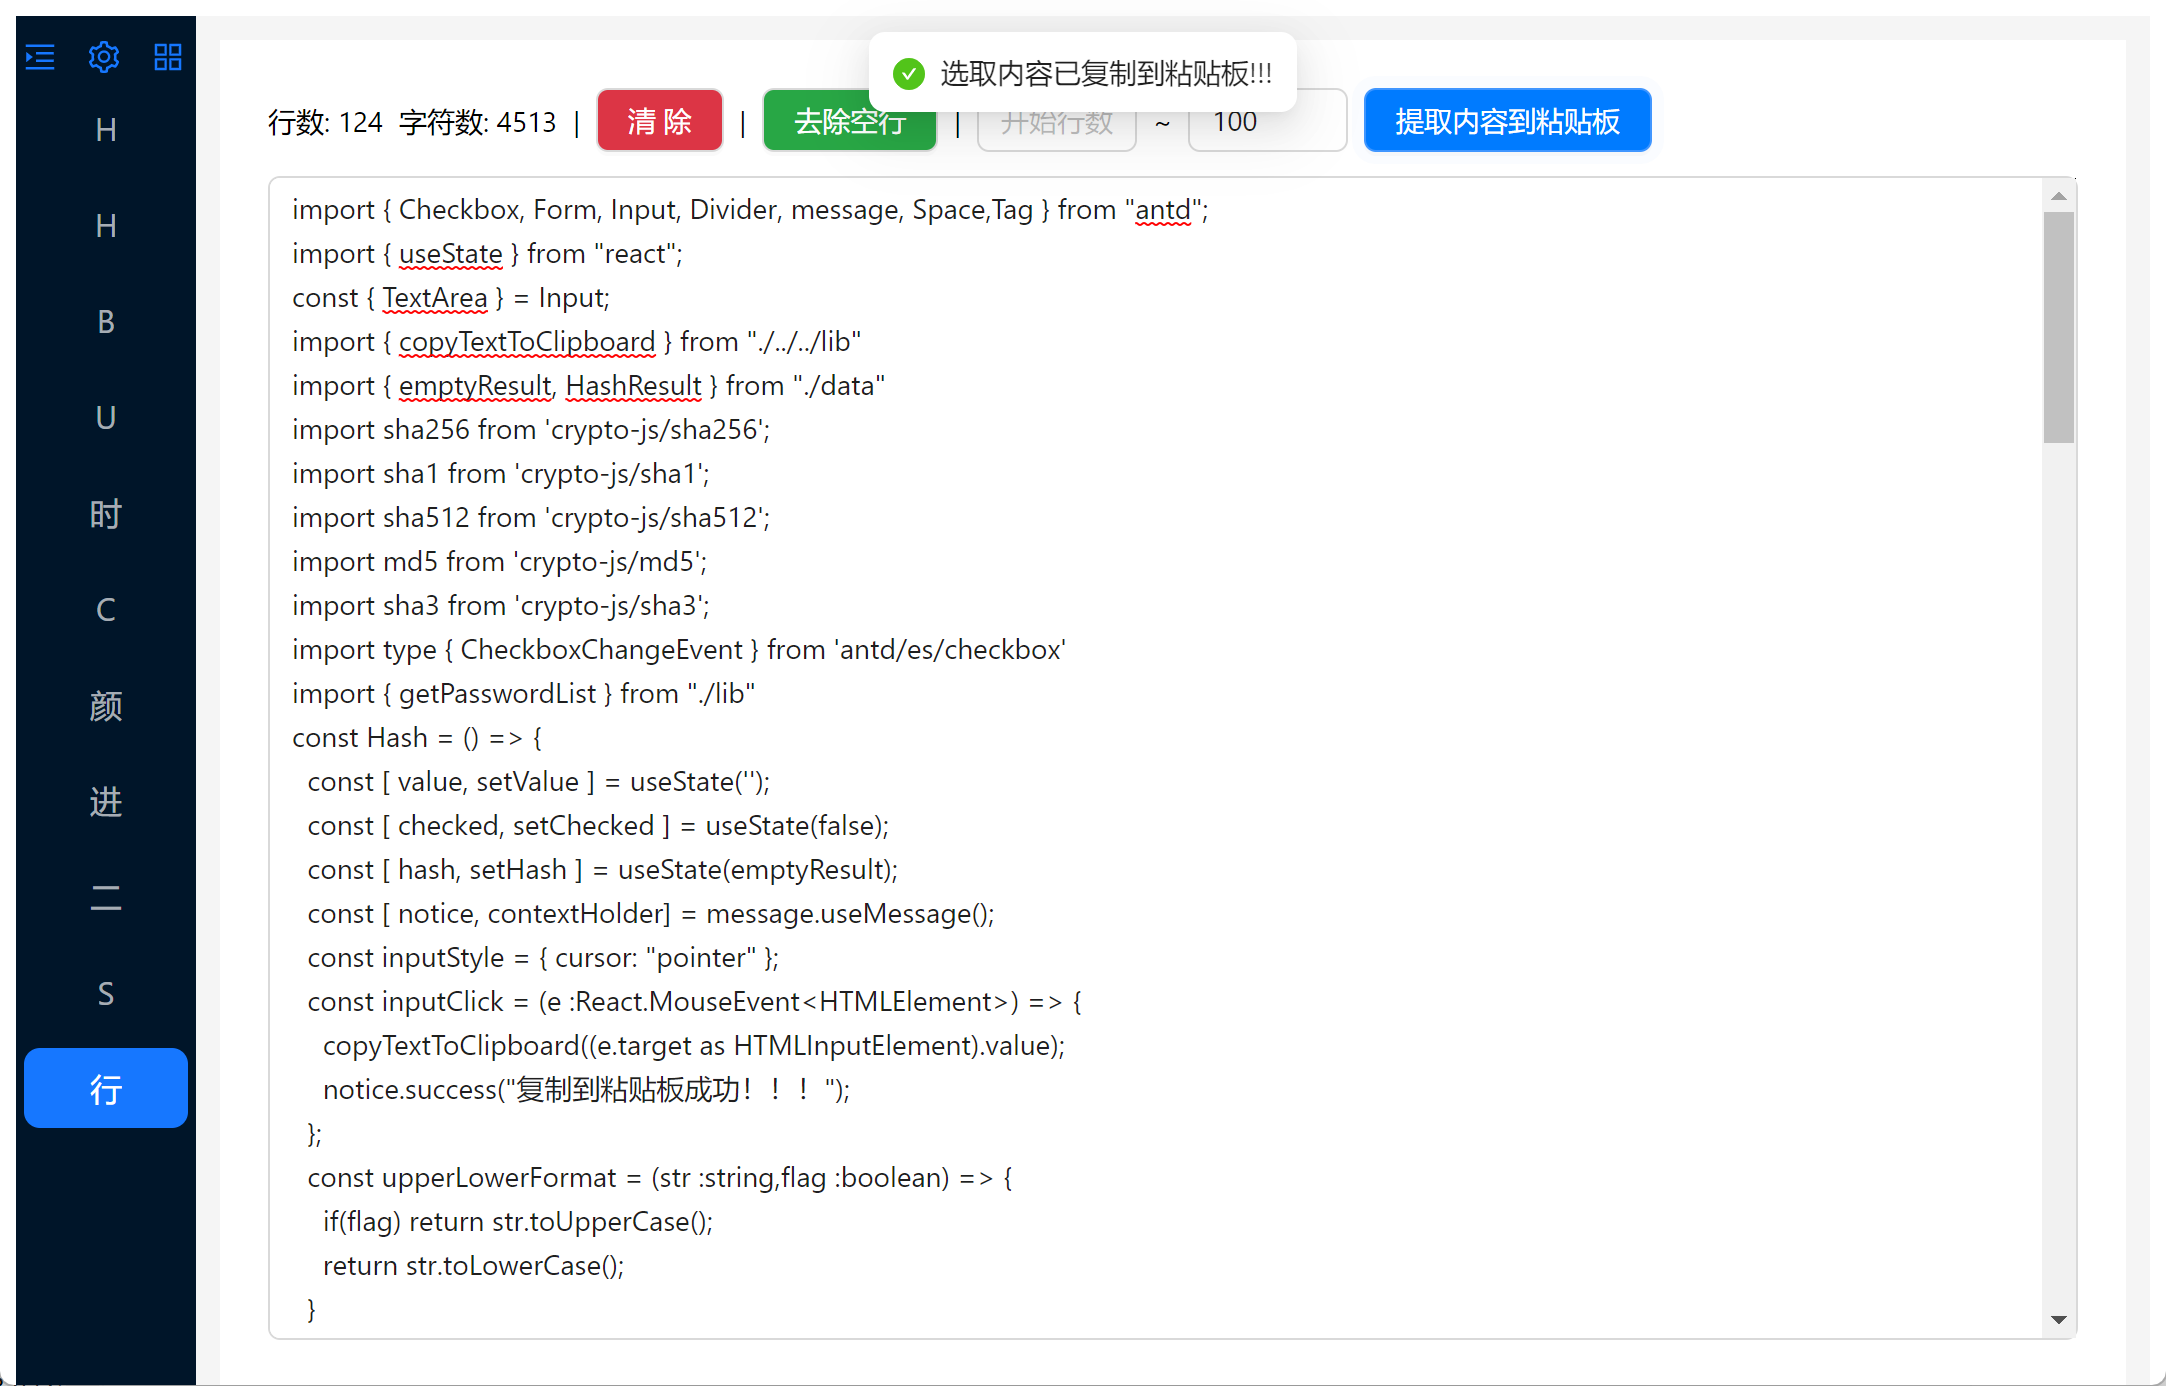 选取内容已复制到粘贴板!!!
行数: 124 字符数: 4513 | 清 除 | 去除空行 | 开始行数 ~ 100 提取内容到粘贴板
H
H
B
U
时
C
颜
进
二
S
行
import { Checkbox, Form, Input, Divider, message, Space,Tag } from "antd";
import { useState } from "react";
const { TextArea } = Input;
import { copyTextToClipboard } from "./../../lib"
import { emptyResult, HashResult } from "./data"
import sha256 from 'crypto-js/sha256';
import sha1 from 'crypto-js/sha1';
import sha512 from 'crypto-js/sha512';
import md5 from 'crypto-js/md5';
import sha3 from 'crypto-js/sha3';
import type { CheckboxChangeEvent } from 'antd/es/checkbox'
import { getPasswordList } from "./lib"
const Hash = () => {
  const [ value, setValue ] = useState('');
  const [ checked, setChecked ] = useState(false);
  const [ hash, setHash ] = useState(emptyResult);
  const [ notice, contextHolder] = message.useMessage();
  const inputStyle = { cursor: "pointer" };
  const inputClick = (e :React.MouseEvent<HTMLElement>) => {
    copyTextToClipboard((e.target as HTMLInputElement).value);
    notice.success("复制到粘贴板成功！！！");
  };
  const upperLowerFormat = (str :string,flag :boolean) => {
    if(flag) return str.toUpperCase();
    return str.toLowerCase();
  }